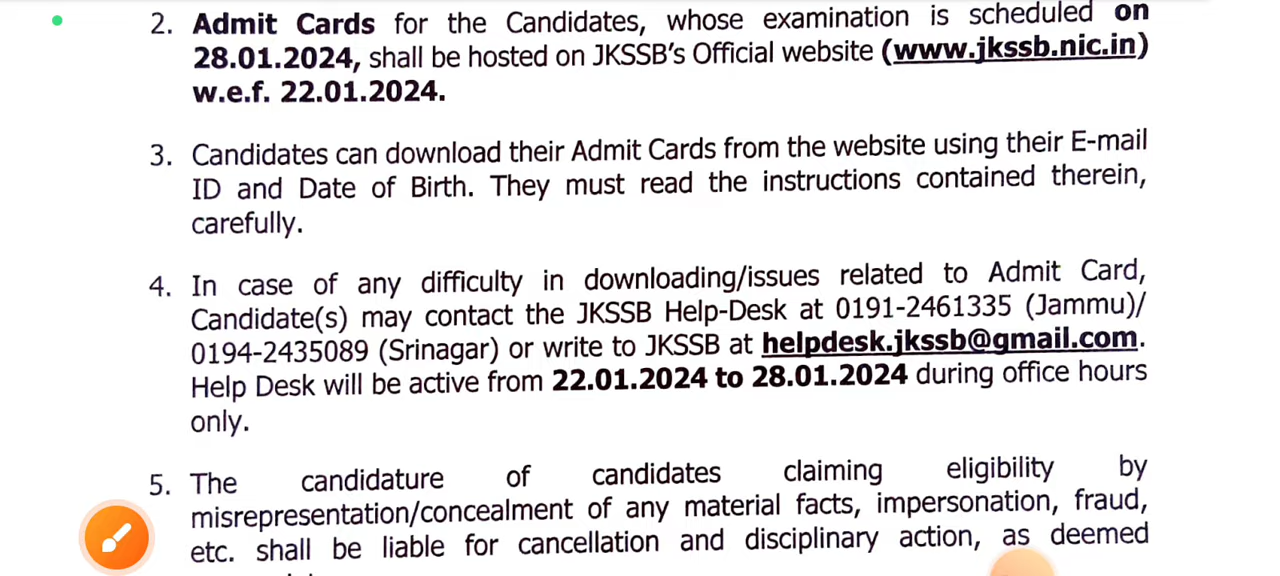 2. Admit Cards for the Candidates, whose examination is scheduled on
28.01.2024, shall be hosted on JKSSB's Official website (www.jkssb.nic.in)
w.e.f. 22.01.2024.
3. Candidates can download their Admit Cards from the website using their E-mail
ID and Date of Birth. They must read the instructions contained therein,
carefully.
4. In case of any difficulty in downloading/issues related to Admit Card,
Candidate(s) may contact the JKSSB Help-Desk at 0191-2461335 (Jammu)/
0194-2435089 (Srinagar) or write to JKSSB at helpdesk.jkssb@gmail.com.
Help Desk will be active from 22.01.2024 to 28.01.2024 during office hours
only.
5. The candidature of candidates claiming eligibility by
misrepresentation/concealment of any material facts, impersonation, fraud,
etc. shall be liable for cancellation and disciplinary action, as deemed